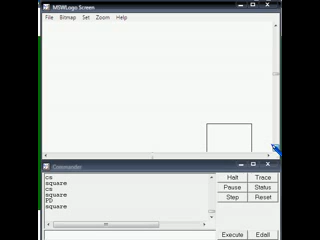 MSWLogo Screen
File Bitmap Set Zoom Help
Commander
cs
square
cs
square
PD
square
Halt Trace
Pause Status
Step Reset
Execute Edall